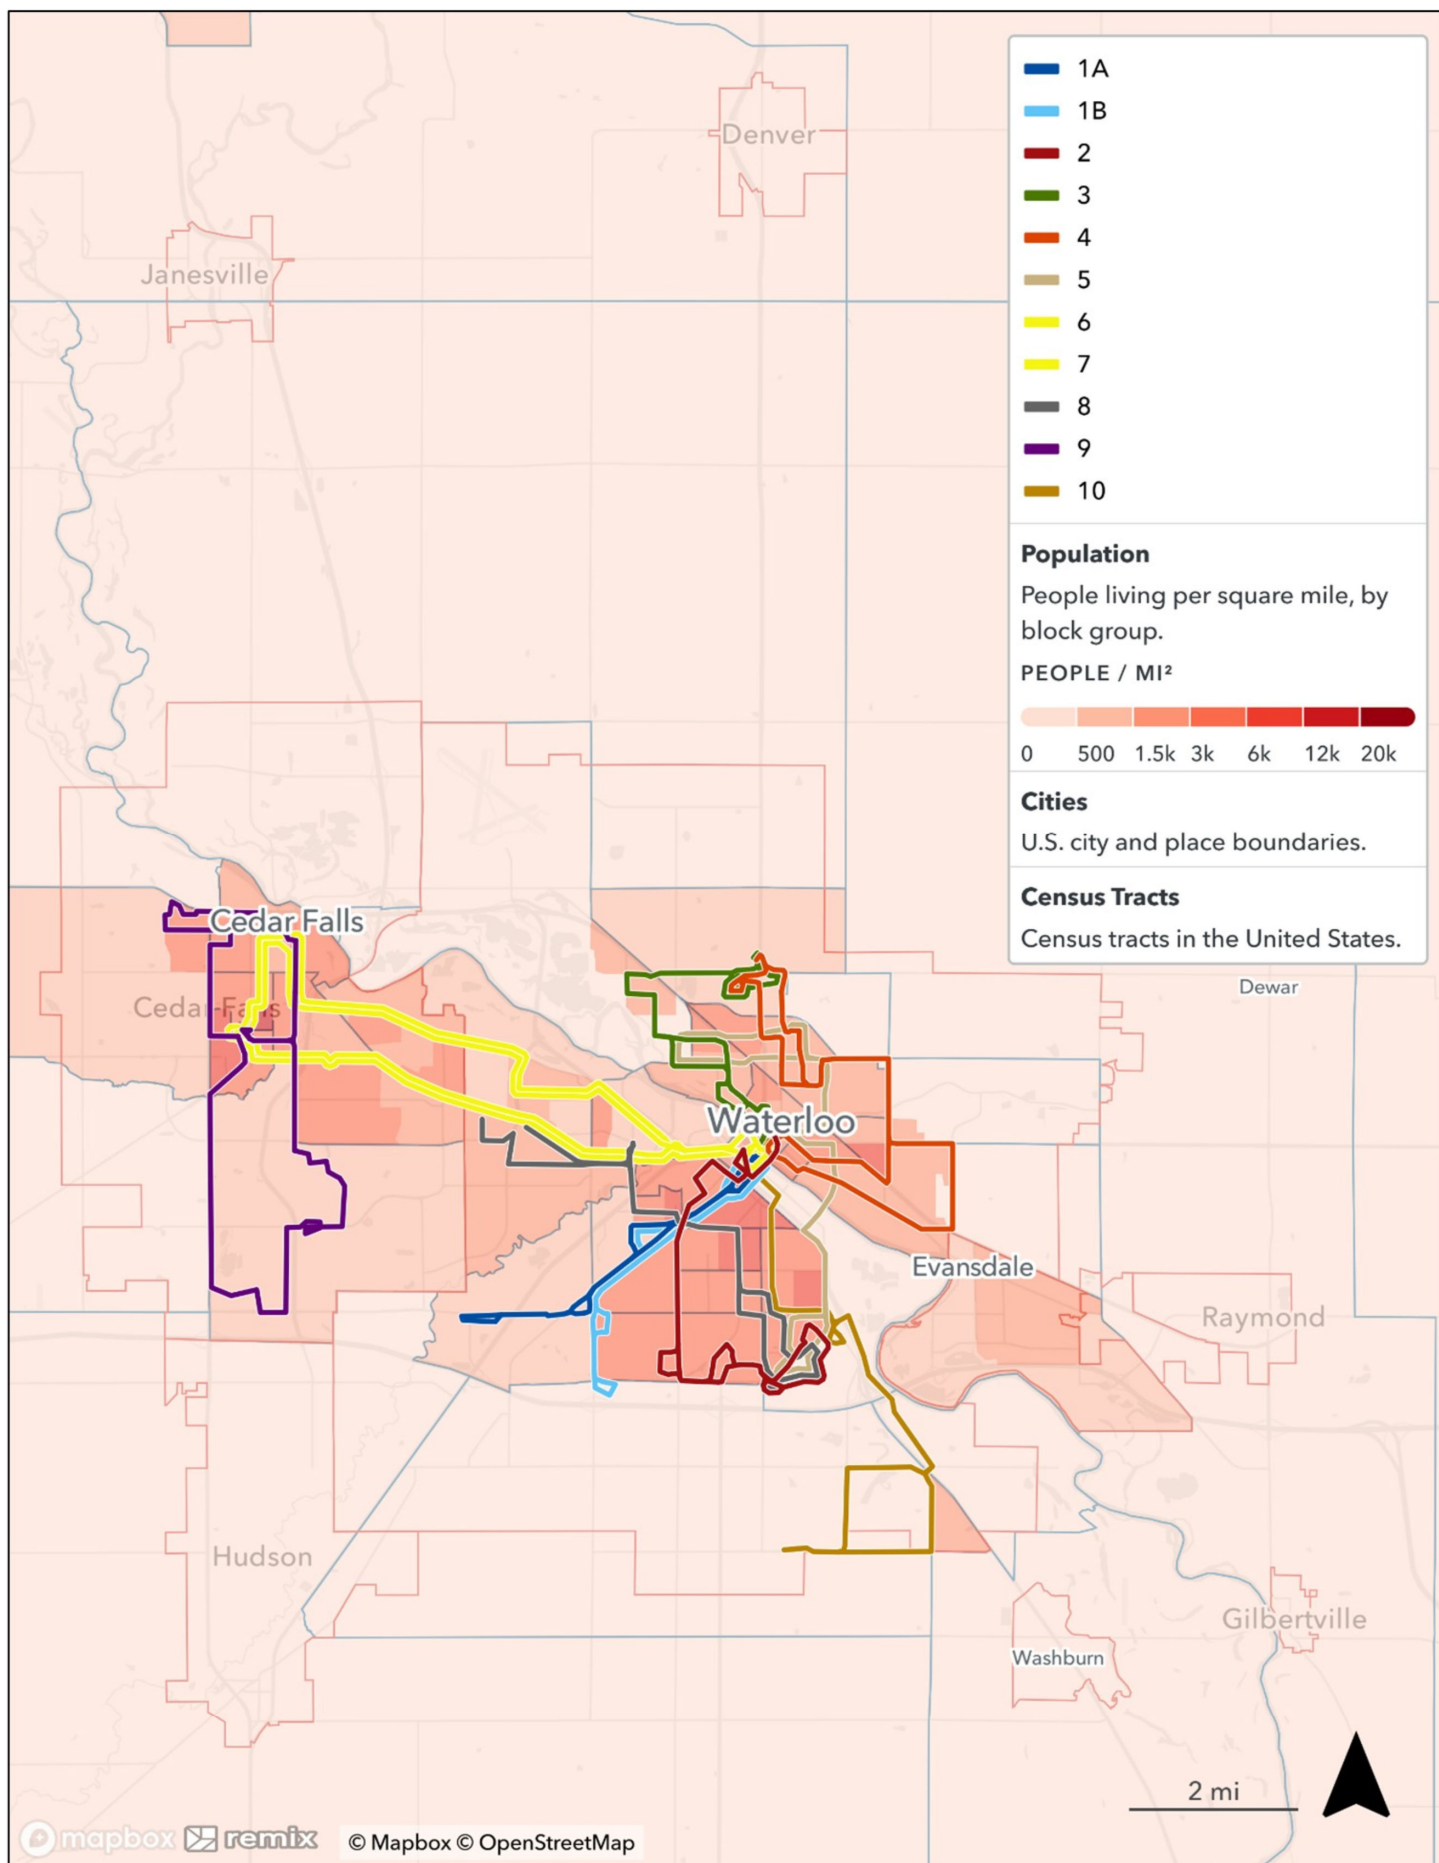 1A
1B
2
3
4
5
6
7
8
9
10
Population
People living per square mile, by
block group.
PEOPLE / MI²
0 500 1.5k 3k 6k 12k 20k
Cities
U.S. city and place boundaries.
Census Tracts
Census tracts in the United States.
Denver
Janesville
Cedar Falls
Dewar
Cedar Falls
Waterloo
Evansdale
Raymond
Hudson
Gilbertville
Washburn
2 mi
mapbox remix © Mapbox © OpenStreetMap